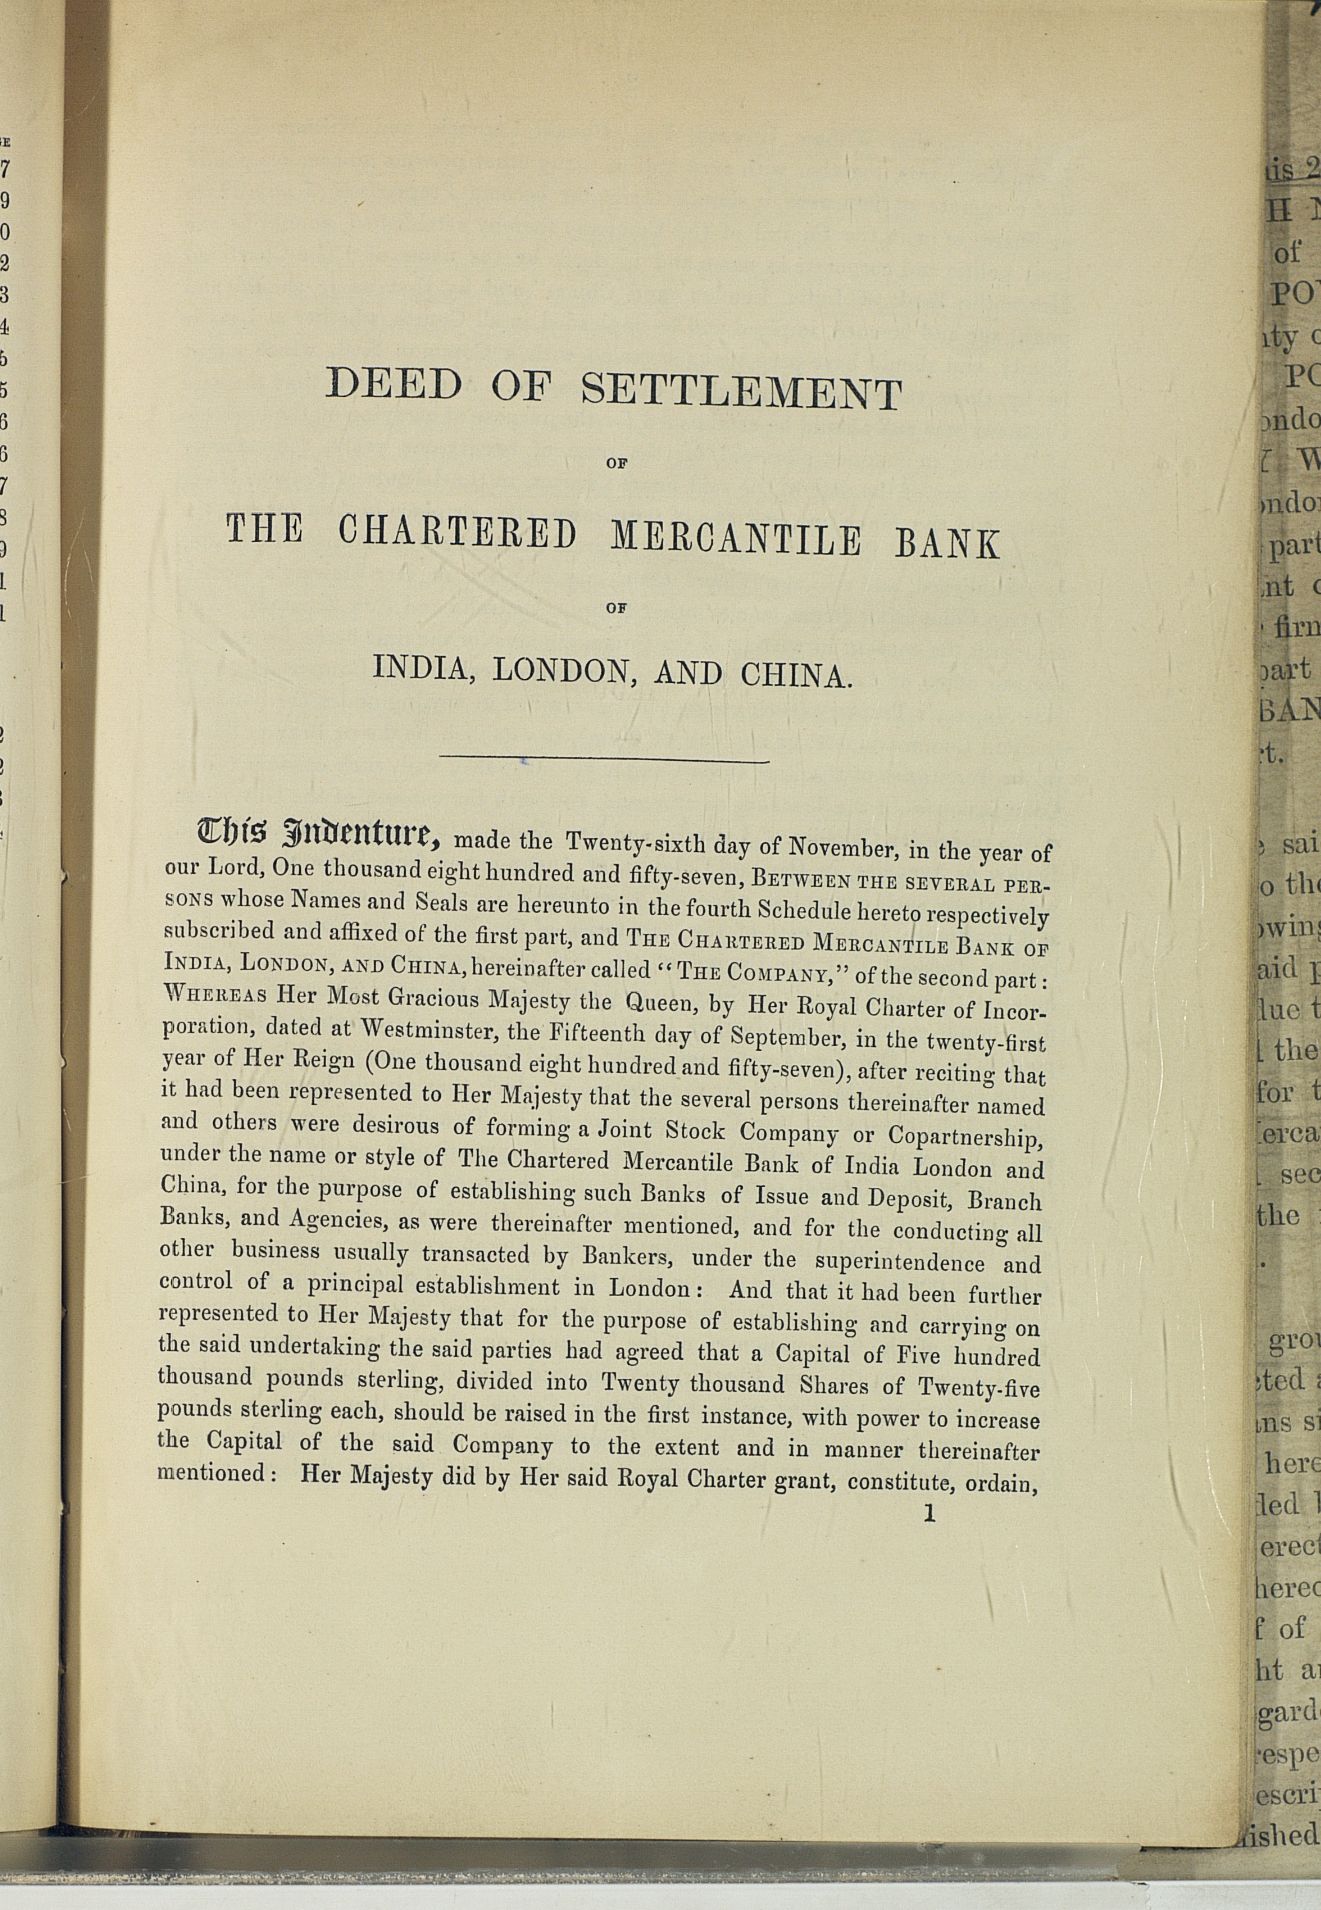 DEED OF SETTLEMENT
OF
THE CHARTERED MERCANTILE BANK
OF
INDIA, LONDON, AND CHINA.
This Indenture, made the Twenty-sixth day of November, in the year of
our Lord, One thousand eight hundred and fifty-seven, BETWEEN THE SEVERAL PER-
SONS whose Names and Seals are hereunto in the fourth Schedule hereto respectively
subscribed and affixed of the first part, and THE CHARTERED MERCANTILE BANK OF
INDIA, LONDON, AND CHINA, hereinafter called "THE COMPANY," of the second part:
WHEREAS Her Most Gracious Majesty the Queen, by Her Royal Charter of Incor-
poration, dated at Westminster, the Fifteenth day of September, in the twenty-first
year of Her Reign (One thousand eight hundred and fifty-seven), after reciting that
it had been represented to Her Majesty that the several persons thereinafter named
and others were desirous of forming a Joint Stock Company or Copartnership,
under the name or style of The Chartered Mercantile Bank of India London and
China, for the purpose of establishing such Banks of Issue and Deposit, Branch
Banks, and Agencies, as were thereinafter mentioned, and for the conducting all
other business usually transacted by Bankers, under the superintendence and
control of a principal establishment in London: And that it had been further
represented to Her Majesty that for the purpose of establishing and carrying on
the said undertaking the said parties had agreed that a Capital of Five hundred
thousand pounds sterling, divided into Twenty thousand Shares of Twenty-five
pounds sterling each, should be raised in the first instance, with power to increase
the Capital of the said Company to the extent and in manner thereinafter
mentioned: Her Majesty did by Her said Royal Charter grant, constitute, ordain,
1